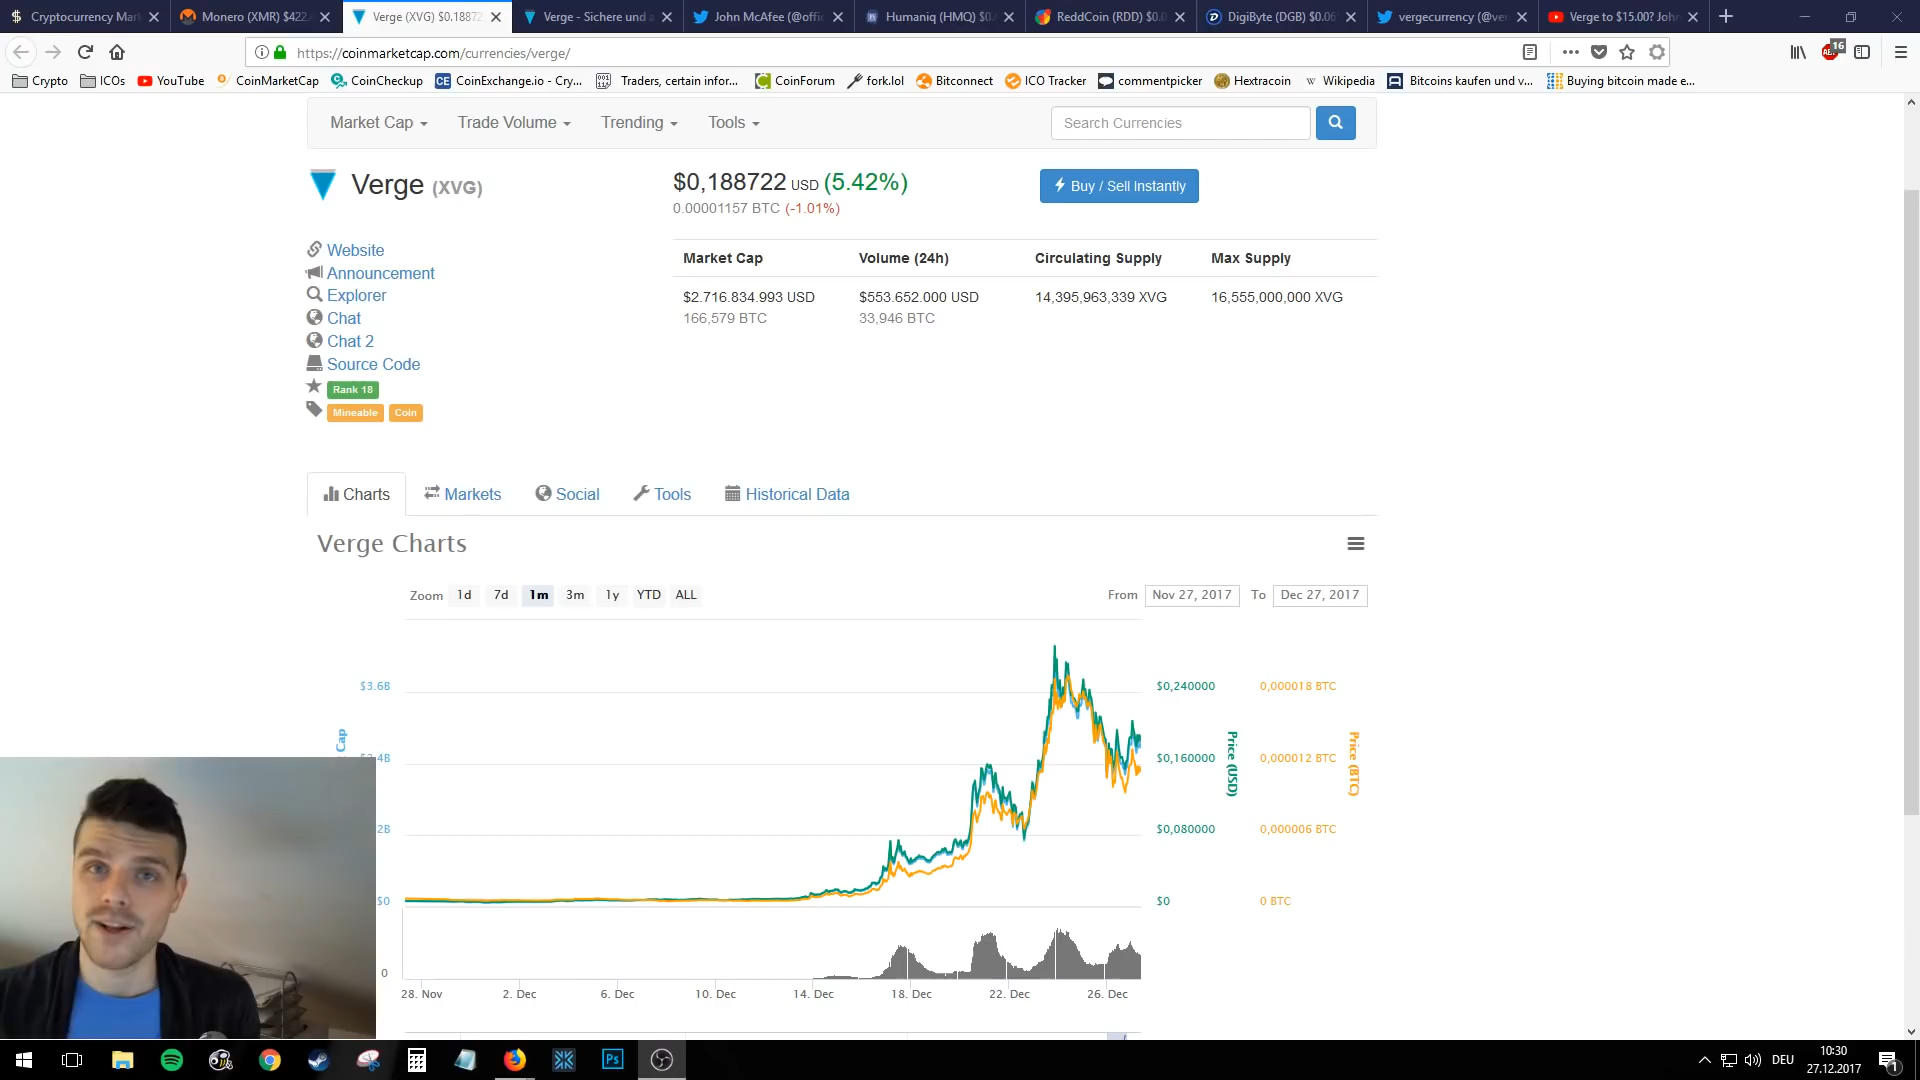 Cryptocurrency Mar
Monero (XMR) $422.
Verge (XVG) $0.18872
Verge - Sichere und a
John McAfee (@offic
Humaniq (HMQ) $0.
ReddCoin (RDD) $0.0
DigiByte (DGB) $0.06
vergecurrency (@ve
Verge to $15.00? John
https://coinmarketcap.com/currencies/verge/
16
Crypto
ICOs
YouTube
CoinMarketCap
CoinCheckup
CoinExchange.io - Cry...
Traders, certain infor...
CoinForum
fork.lol
Bitconnect
ICO Tracker
commentpicker
Hextracoin
Wikipedia
Bitcoins kaufen und v...
Buying bitcoin made e...
Market Cap
Trade Volume
Trending
Tools
Search Currencies
Verge (XVG)
$0,188722 USD (5.42%)
0.00001157 BTC (-1.01%)
Buy / Sell Instantly
Website
Announcement
Explorer
Chat
Chat 2
Source Code
Rank 18
Mineable Coin
Market Cap Volume (24h) Circulating Supply Max Supply
$2.716.834.993 USD $553.652.000 USD 14,395,963,339 XVG 16,555,000,000 XVG
166,579 BTC 33,946 BTC
Charts
Markets
Social
Tools
Historical Data
Verge Charts
Zoom 1d 7d 1m 3m 1y YTD ALL
From Nov 27, 2017 To Dec 27, 2017
$3.6B
4B
2B
$0
Cap
$0,240000
$0,160000
$0,080000
$0
Price (USD)
0,000018 BTC
0,000012 BTC
0,000006 BTC
0 BTC
Price (BTC)
0
28. Nov 2. Dec 6. Dec 10. Dec 14. Dec 18. Dec 22. Dec 26. Dec
Ps
DEU
10:30
27.12.2017
1